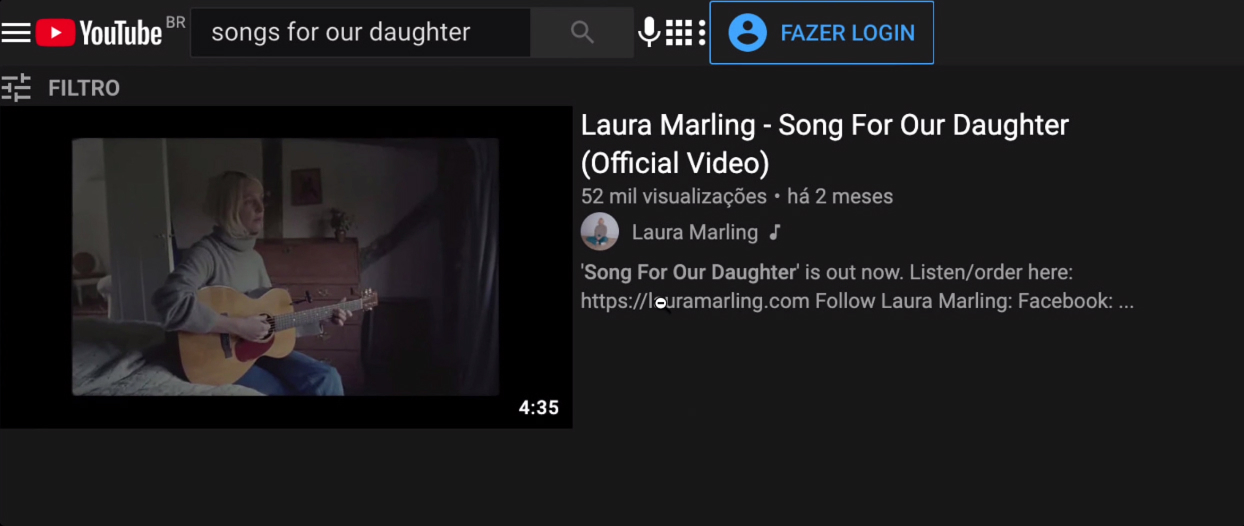 YouTube BR
songs for our daughter
FAZER LOGIN
FILTRO
Laura Marling - Song For Our Daughter
(Official Video)
52 mil visualizações • há 2 meses
Laura Marling
'Song For Our Daughter' is out now. Listen/order here:
https://lauramarling.com Follow Laura Marling: Facebook: ...
4:35